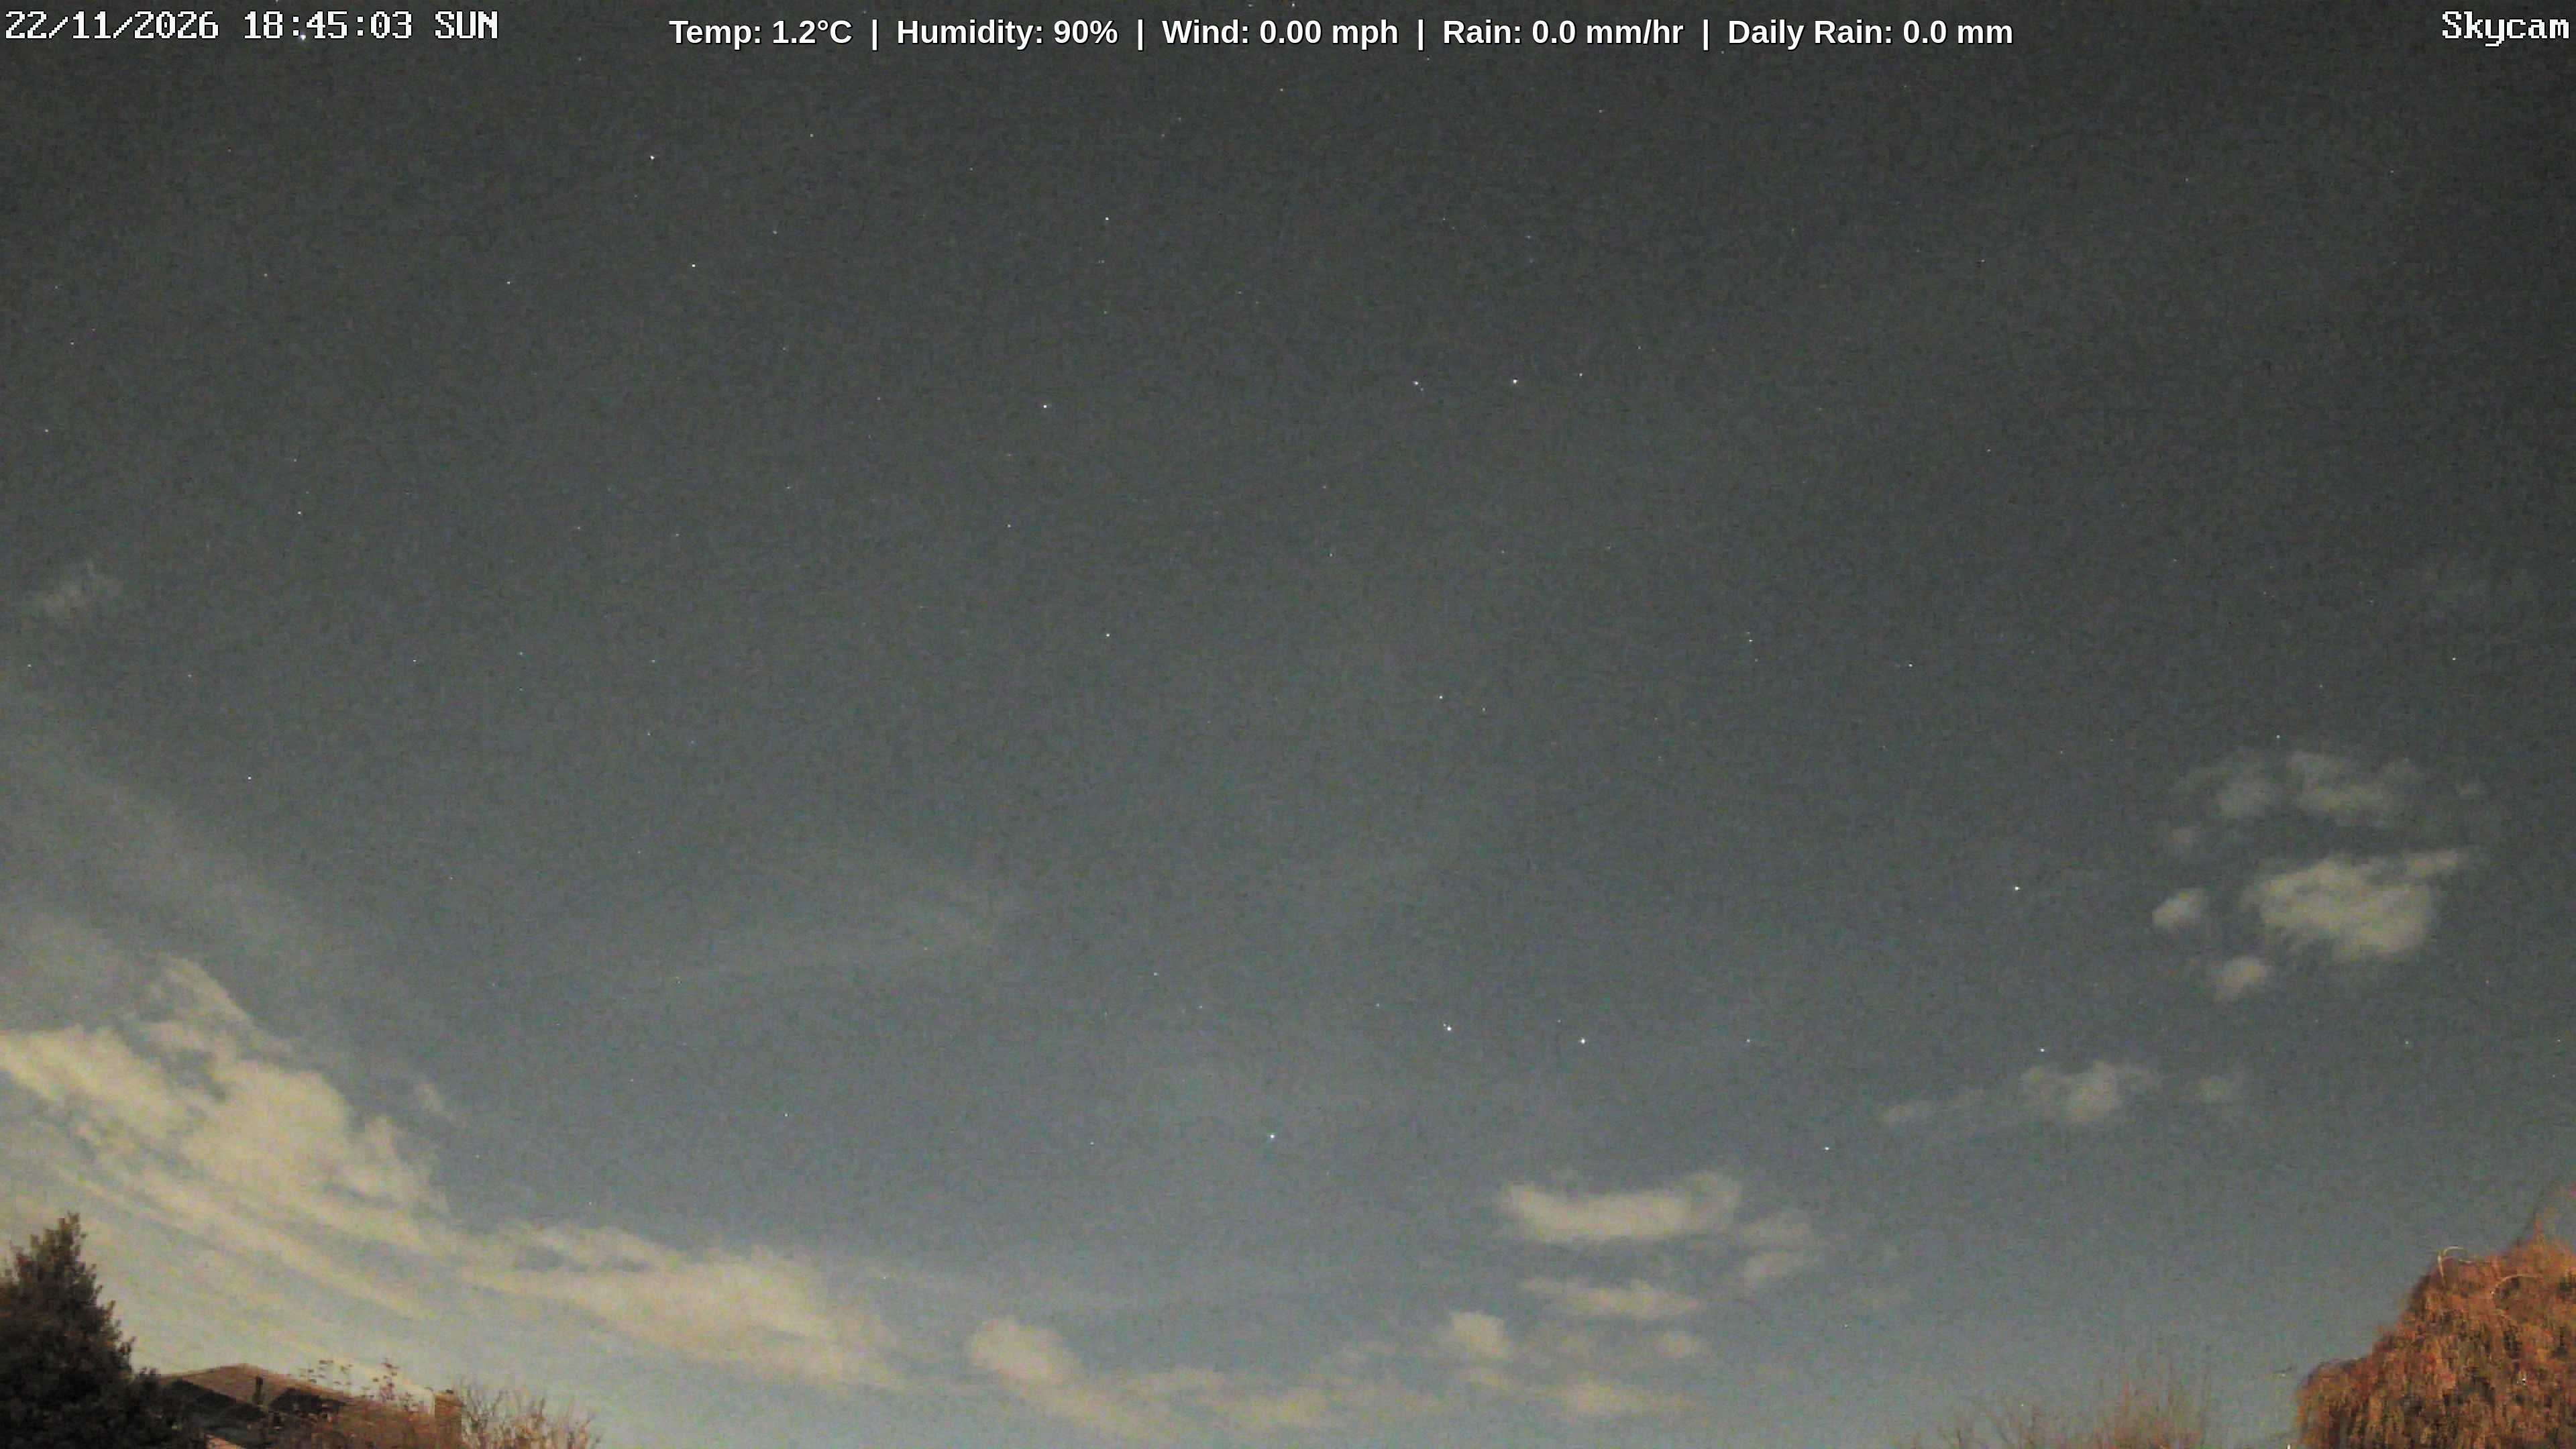 22/11/2026 18:45:03 SUN
Temp: 1.2°C | Humidity: 90% | Wind: 0.00 mph | Rain: 0.0 mm/hr | Daily Rain: 0.0 mm
Skycam